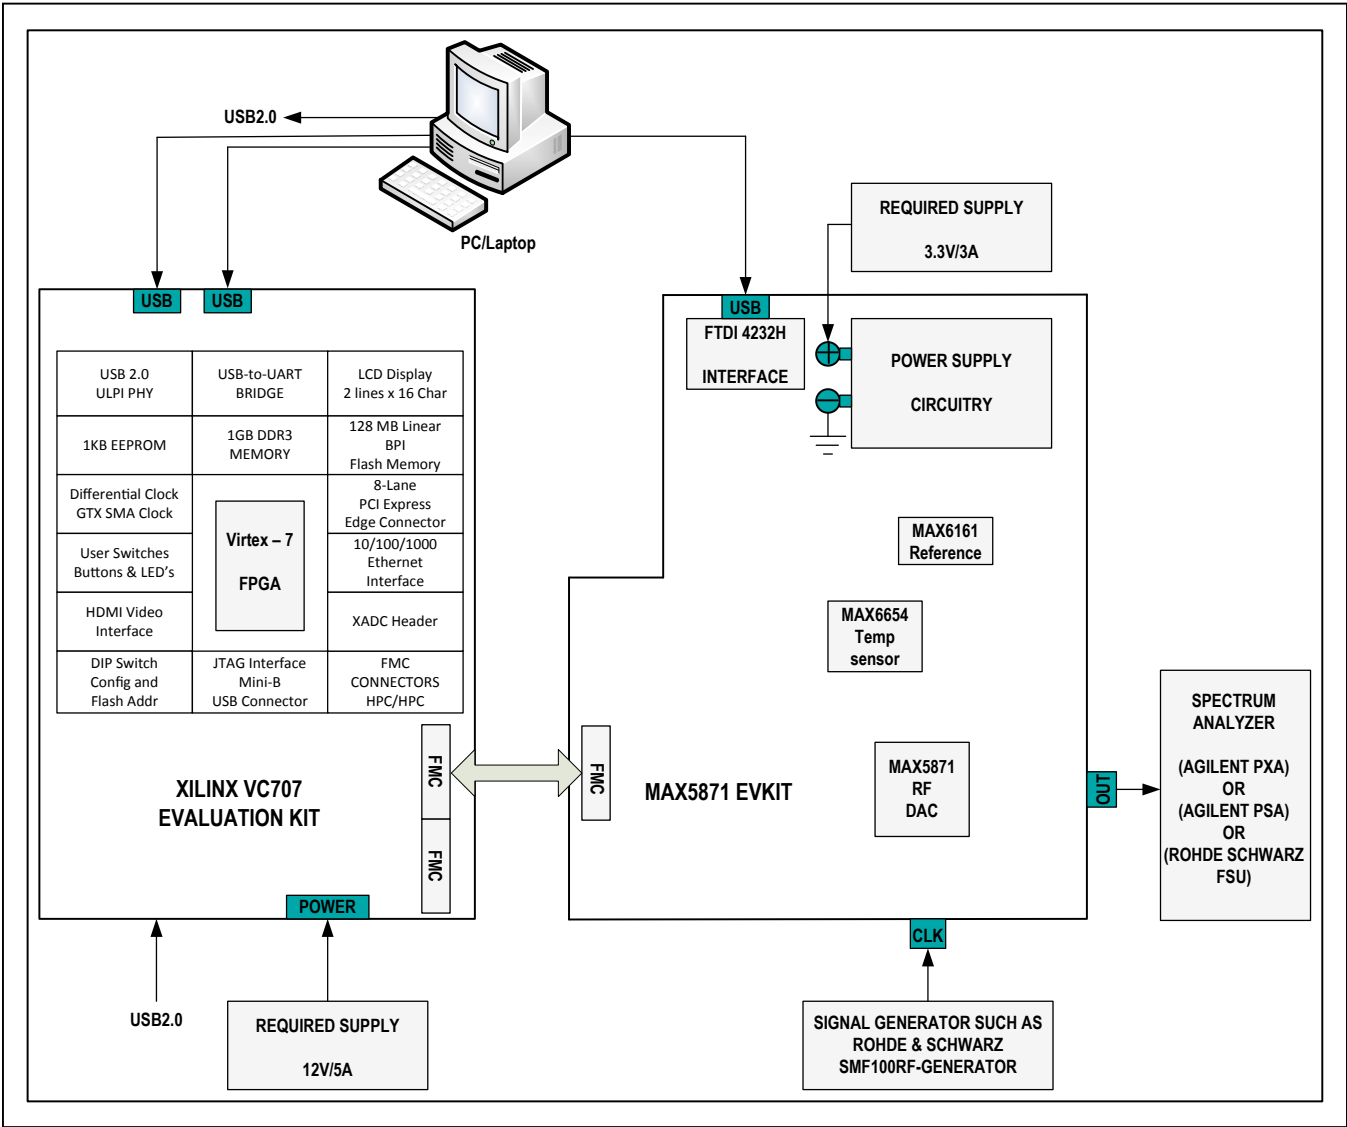 USB2.0
PC/Laptop
REQUIRED SUPPLY
3.3V/3A
USB
USB
USB
FTDI 4232H
INTERFACE
POWER SUPPLY
CIRCUITRY
USB 2.0
ULPI PHY
USB-to-UART
BRIDGE
LCD Display
2 lines x 16 Char
1KB EEPROM
1GB DDR3
MEMORY
128 MB Linear
BPI
Flash Memory
Differential Clock
GTX SMA Clock
Virtex – 7
FPGA
8-Lane
PCI Express
Edge Connector
User Switches
Buttons & LED's
10/100/1000
Ethernet
Interface
HDMI Video
Interface
XADC Header
DIP Switch
Config and
Flash Addr
JTAG Interface
Mini-B
USB Connector
FMC
CONNECTORS
HPC/HPC
MAX6161
Reference
MAX6654
Temp
sensor
XILINX VC707
EVALUATION KIT
FMC
FMC
FMC
MAX5871 EVKIT
MAX5871
RF
DAC
OUT
SPECTRUM
ANALYZER
(AGILENT PXA)
OR
(AGILENT PSA)
OR
(ROHDE SCHWARZ
FSU)
POWER
CLK
USB2.0
REQUIRED SUPPLY
12V/5A
SIGNAL GENERATOR SUCH AS
ROHDE & SCHWARZ
SMF100RF-GENERATOR